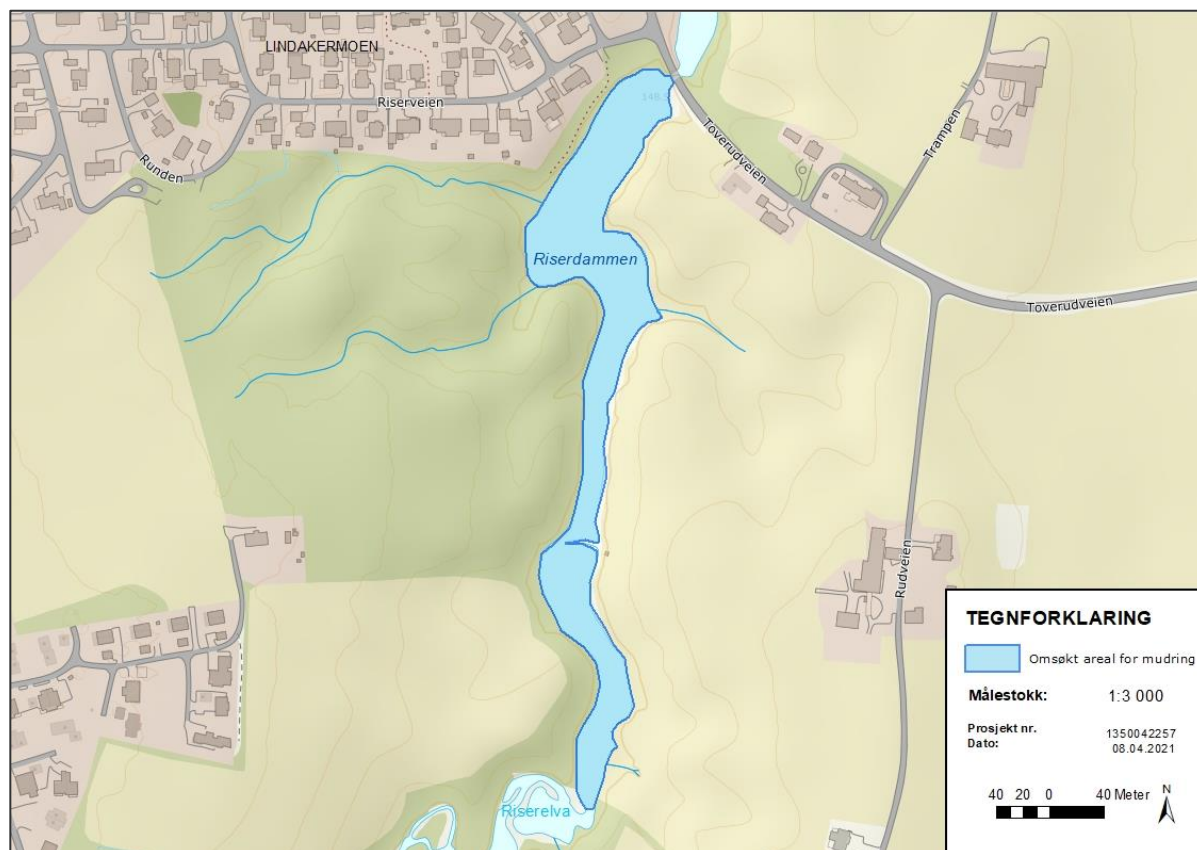 LINDAKERMOEN
Riserveien
Runden
Toverudveien
Trampen
Riserdammen
Toverudveien
Rudveien
Riserelva
TEGNFORKLARING
Omsøkt areal for mudring
Målestokk: 1:3 000
Prosjekt nr. 1350042257
Dato: 08.04.2021
40 20 0 40 Meter N